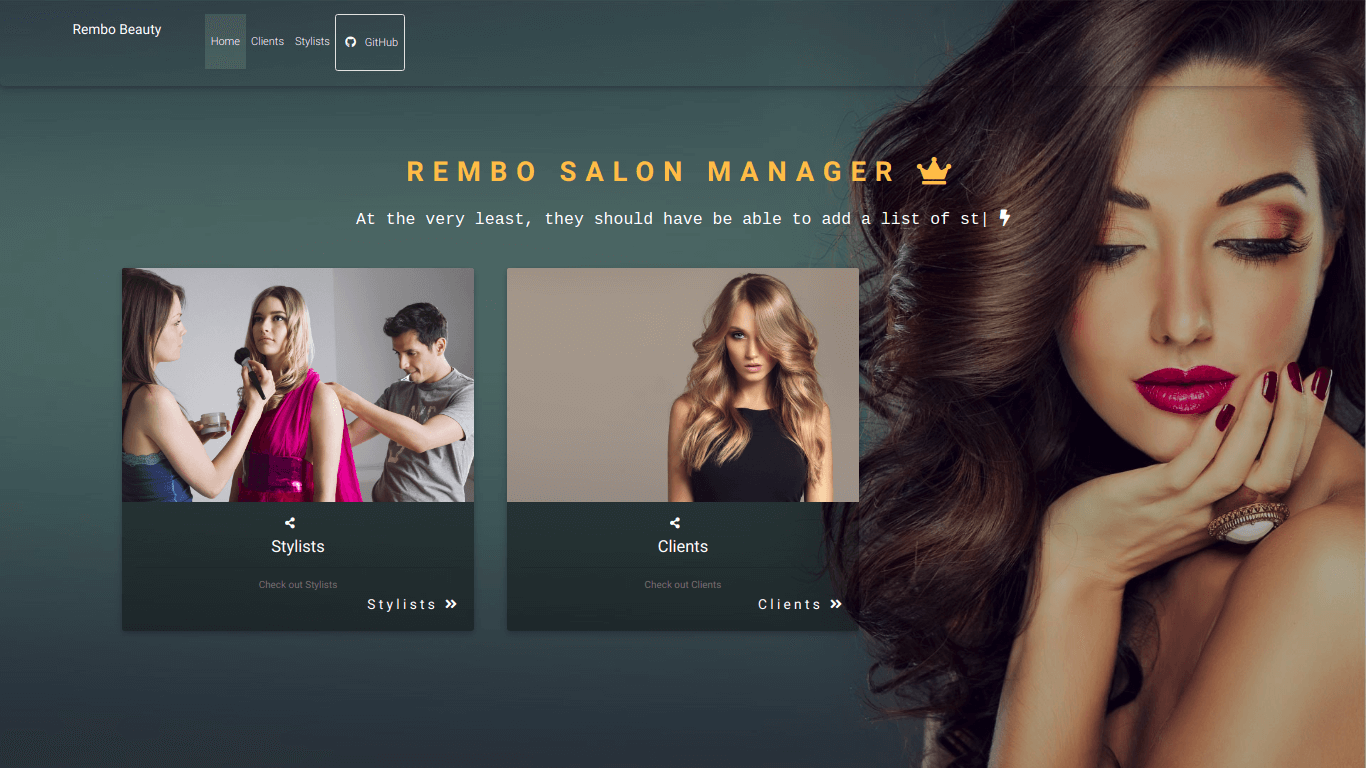 Rembo Beauty
Home Clients Stylists GitHub
REMBO SALON MANAGER
At the very least, they should have be able to add a list of st|
Stylists
Check out Stylists
Stylists
Clients
Check out Clients
Clients